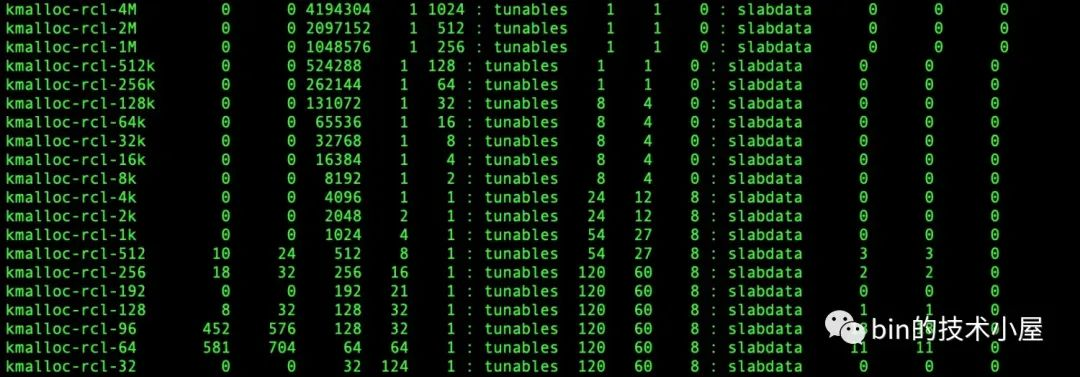 kmalloc-rcl-4M 0 0 4194304 1 1024 : tunables 1 1 0 : slabdata 0 0 0
kmalloc-rcl-2M 0 0 2097152 1 512 : tunables 1 1 0 : slabdata 0 0 0
kmalloc-rcl-1M 0 0 1048576 1 256 : tunables 1 1 0 : slabdata 0 0 0
kmalloc-rcl-512k 0 0 524288 1 128 : tunables 1 1 0 : slabdata 0 0 0
kmalloc-rcl-256k 0 0 262144 1 64 : tunables 1 1 0 : slabdata 0 0 0
kmalloc-rcl-128k 0 0 131072 1 32 : tunables 8 4 0 : slabdata 0 0 0
kmalloc-rcl-64k 0 0 65536 1 16 : tunables 8 4 0 : slabdata 0 0 0
kmalloc-rcl-32k 0 0 32768 1 8 : tunables 8 4 0 : slabdata 0 0 0
kmalloc-rcl-16k 0 0 16384 1 4 : tunables 8 4 0 : slabdata 0 0 0
kmalloc-rcl-8k 0 0 8192 1 2 : tunables 8 4 0 : slabdata 0 0 0
kmalloc-rcl-4k 0 0 4096 1 1 : tunables 24 12 8 : slabdata 0 0 0
kmalloc-rcl-2k 0 0 2048 2 1 : tunables 24 12 8 : slabdata 0 0 0
kmalloc-rcl-1k 0 0 1024 4 1 : tunables 54 27 8 : slabdata 0 0 0
kmalloc-rcl-512 10 24 512 8 1 : tunables 54 27 8 : slabdata 3 3 0
kmalloc-rcl-256 18 32 256 16 1 : tunables 120 60 8 : slabdata 2 2 0
kmalloc-rcl-192 0 0 192 21 1 : tunables 120 60 8 : slabdata 0 0 0
kmalloc-rcl-128 8 32 128 32 1 : tunables 120 60 8 : slabdata 1 1 0
kmalloc-rcl-96 452 576 128 32 1 : tunables 120 60 8 : slabdata 0
kmalloc-rcl-64 581 704 64 64 1 : tunables 120 60 8 : slabdata 11 11 0
kmalloc-rcl-32 0 0 32 124 1 : tunables 120 60 8 : slabdata 0 0 0
bin的技术小屋